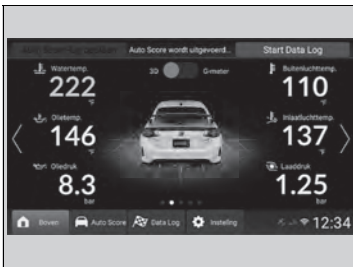 Auto Score wordt uitgevoerd...
Start Data Log
Watertemp.
222
°F
3D
G-meter
Buitenluchttemp.
110
°F
Olietemp.
146
°F
Inlaatluchttemp.
137
°F
Oliedruk
8.3
bar
Laaddruk
1.25
bar
Boven
Auto Score
Data Log
Instelling
12:34